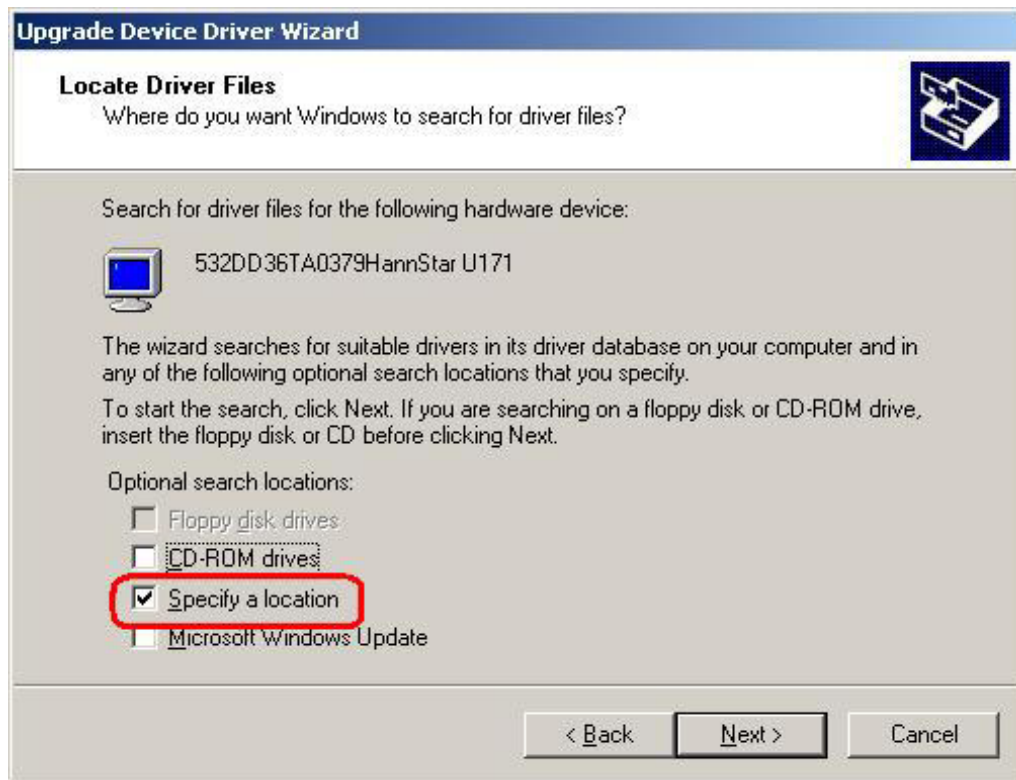 Upgrade Device Driver Wizard
Locate Driver Files
Where do you want Windows to search for driver files?
Search for driver files for the following hardware device:
532DD36TA0379HannStar U171
The wizard searches for suitable drivers in its driver database on your computer and in
any of the following optional search locations that you specify.
To start the search, click Next. If you are searching on a floppy disk or CD-ROM drive,
insert the floppy disk or CD before clicking Next.
Optional search locations:
Floppy disk drives
CD-ROM drives
Specify a location
Microsoft Windows Update
< Back Next > Cancel